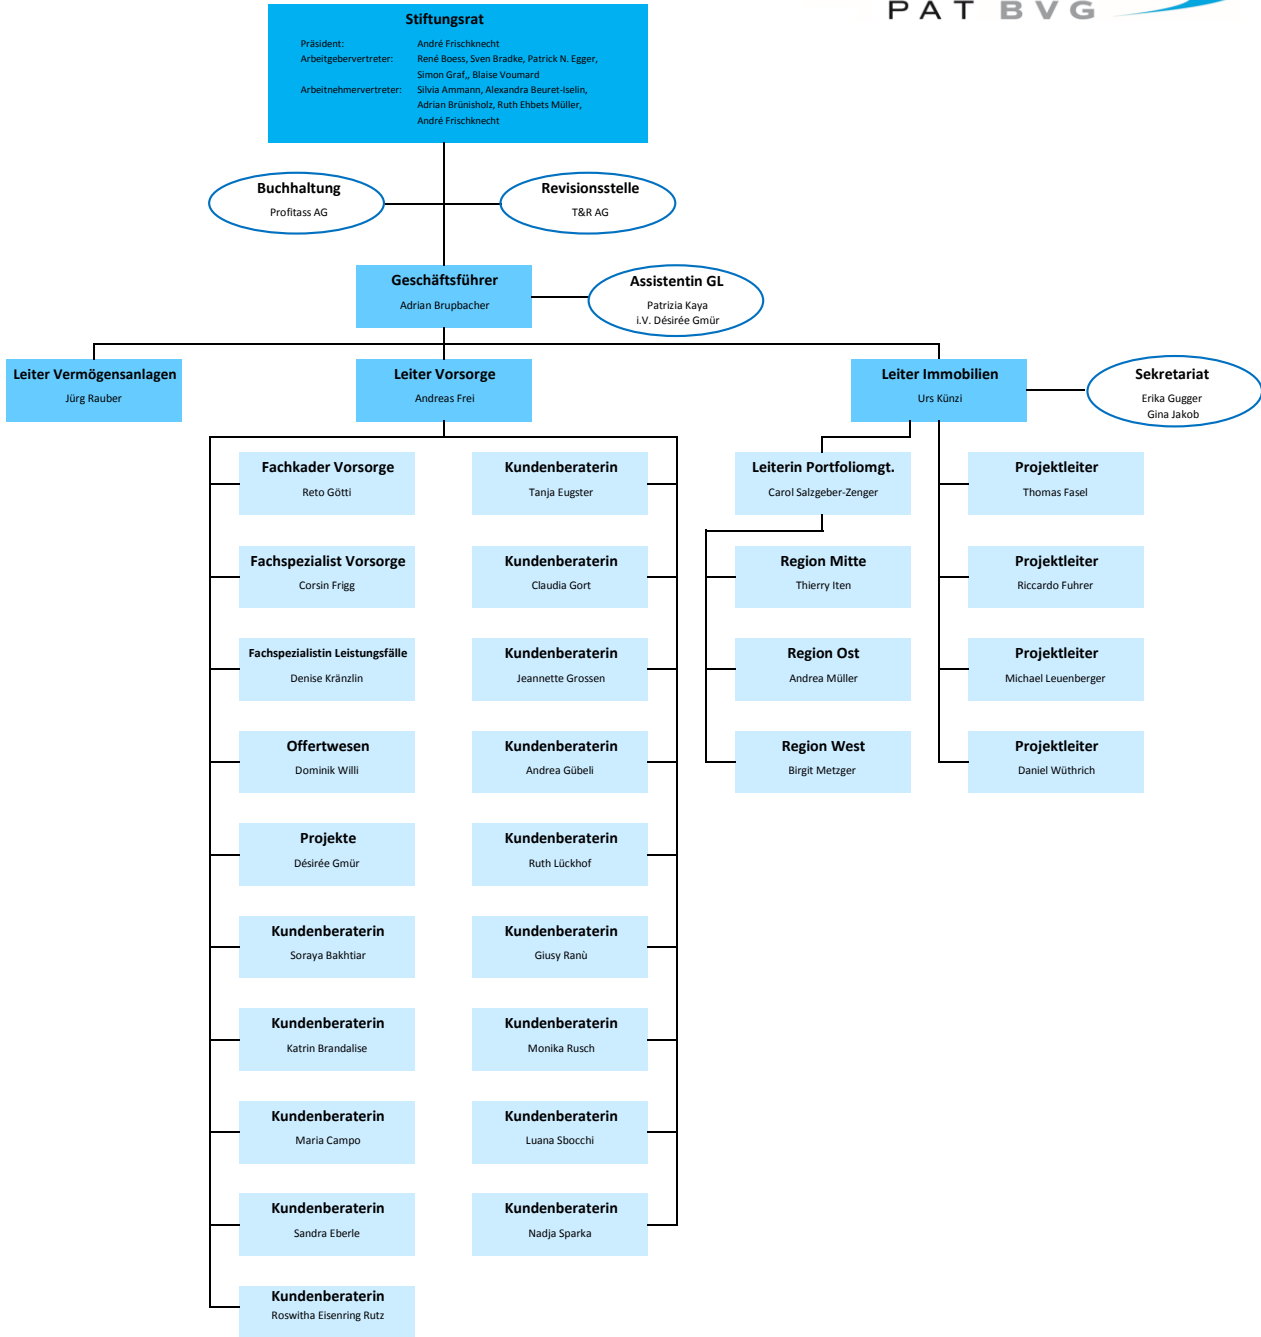 PAT BVG
Stiftungsrat
Präsident: André Frischknecht
Arbeitgebervertreter: René Boess, Sven Bradke, Patrick N. Egger,
Simon Graf,, Blaise Voumard
Arbeitnehmervertreter: Silvia Ammann, Alexandra Beuret-Iselin,
Adrian Brünisholz, Ruth Ehbets Müller,
André Frischknecht
Buchhaltung
Profitass AG
Revisionsstelle
T&R AG
Geschäftsführer
Adrian Brupbacher
Assistentin GL
Patrizia Kaya
i.V. Désirée Gmür
Leiter Vermögensanlagen
Jürg Rauber
Leiter Vorsorge
Andreas Frei
Leiter Immobilien
Urs Künzi
Sekretariat
Erika Gugger
Gina Jakob
Fachkader Vorsorge
Reto Götti
Fachspezialist Vorsorge
Corsin Frigg
Fachspezialistin Leistungsfälle
Denise Kränzlin
Offertwesen
Dominik Willi
Projekte
Désirée Gmür
Kundenberaterin
Soraya Bakhtiar
Kundenberaterin
Katrin Brandalise
Kundenberaterin
Maria Campo
Kundenberaterin
Sandra Eberle
Kundenberaterin
Roswitha Eisenring Rutz
Kundenberaterin
Tanja Eugster
Kundenberaterin
Claudia Gort
Kundenberaterin
Jeannette Grossen
Kundenberaterin
Andrea Gübeli
Kundenberaterin
Ruth Lückhof
Kundenberaterin
Giusy Ranù
Kundenberaterin
Monika Rusch
Kundenberaterin
Luana Sbocchi
Kundenberaterin
Nadja Sparka
Leiterin Portfoliomgt.
Carol Salzgeber-Zenger
Region Mitte
Thierry Iten
Region Ost
Andrea Müller
Region West
Birgit Metzger
Projektleiter
Thomas Fasel
Projektleiter
Riccardo Fuhrer
Projektleiter
Michael Leuenberger
Projektleiter
Daniel Wüthrich